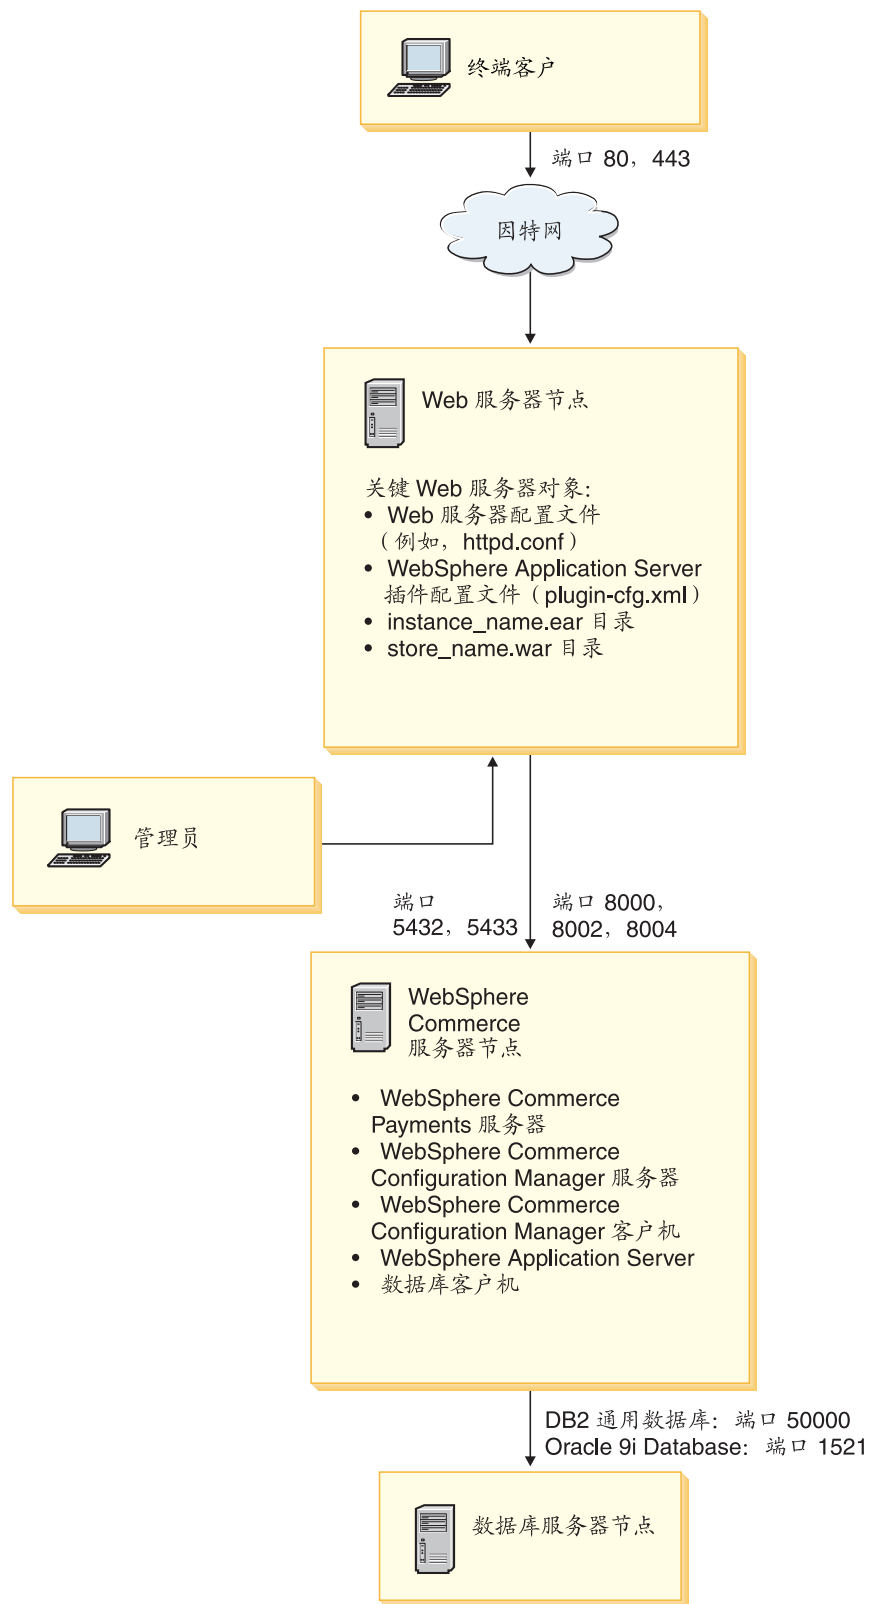 终端客户
端口 80，443
因特网
Web 服务器节点
关键 Web 服务器对象：
• Web 服务器配置文件
（例如，httpd.conf）
• WebSphere Application Server
插件配置文件（plugin-cfg.xml）
• instance_name.ear 目录
• store_name.war 目录
管理员
端口
5432，5433
端口 8000，
8002，8004
WebSphere
Commerce
服务器节点
• WebSphere Commerce
Payments 服务器
• WebSphere Commerce
Configuration Manager 服务器
• WebSphere Commerce
Configuration Manager 客户机
• WebSphere Application Server
• 数据库客户机
DB2 通用数据库：端口 50000
Oracle 9i Database：端口 1521
数据库服务器节点